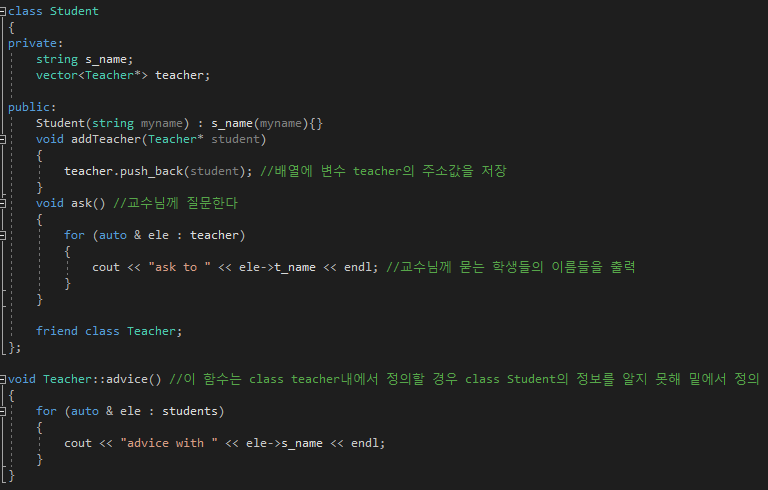 class Student
{
private:
    string s_name;
    vector<Teacher*> teacher;

public:
    Student(string myname) : s_name(myname){}
    void addTeacher(Teacher* student)
    {
        teacher.push_back(student); //배열에 변수 teacher의 주소값을 저장
    }
    void ask() //교수님께 질문한다
    {
        for (auto & ele : teacher)
        {
            cout << "ask to " << ele->t_name << endl; //교수님께 묻는 학생들의 이름들을 출력
        }
    }

    friend class Teacher;
};

void Teacher::advice() //이 함수는 class teacher내에서 정의할 경우 class Student의 정보를 알지 못해 밑에서 정의
{
    for (auto & ele : students)
    {
        cout << "advice with " << ele->s_name << endl;
    }
}